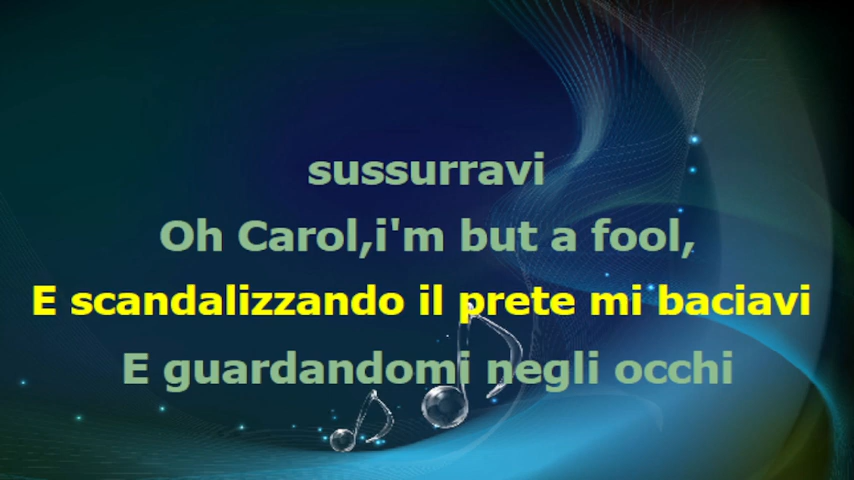 sussurravi
Oh Carol,i'm but a fool,
E scandalizzando il prete mi baciavi
E guardandomi negli occhi